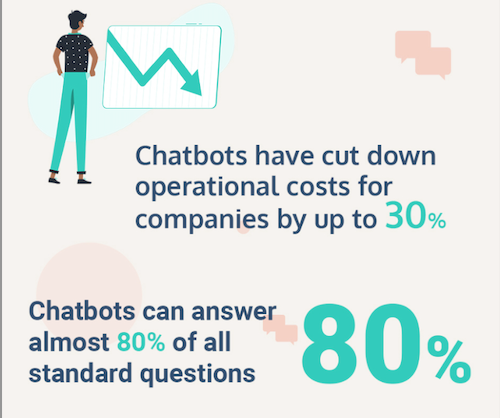 Chatbots have cut down
operational costs for
companies by up to 30%
Chatbots can answer
almost 80% of all
standard questions
80%